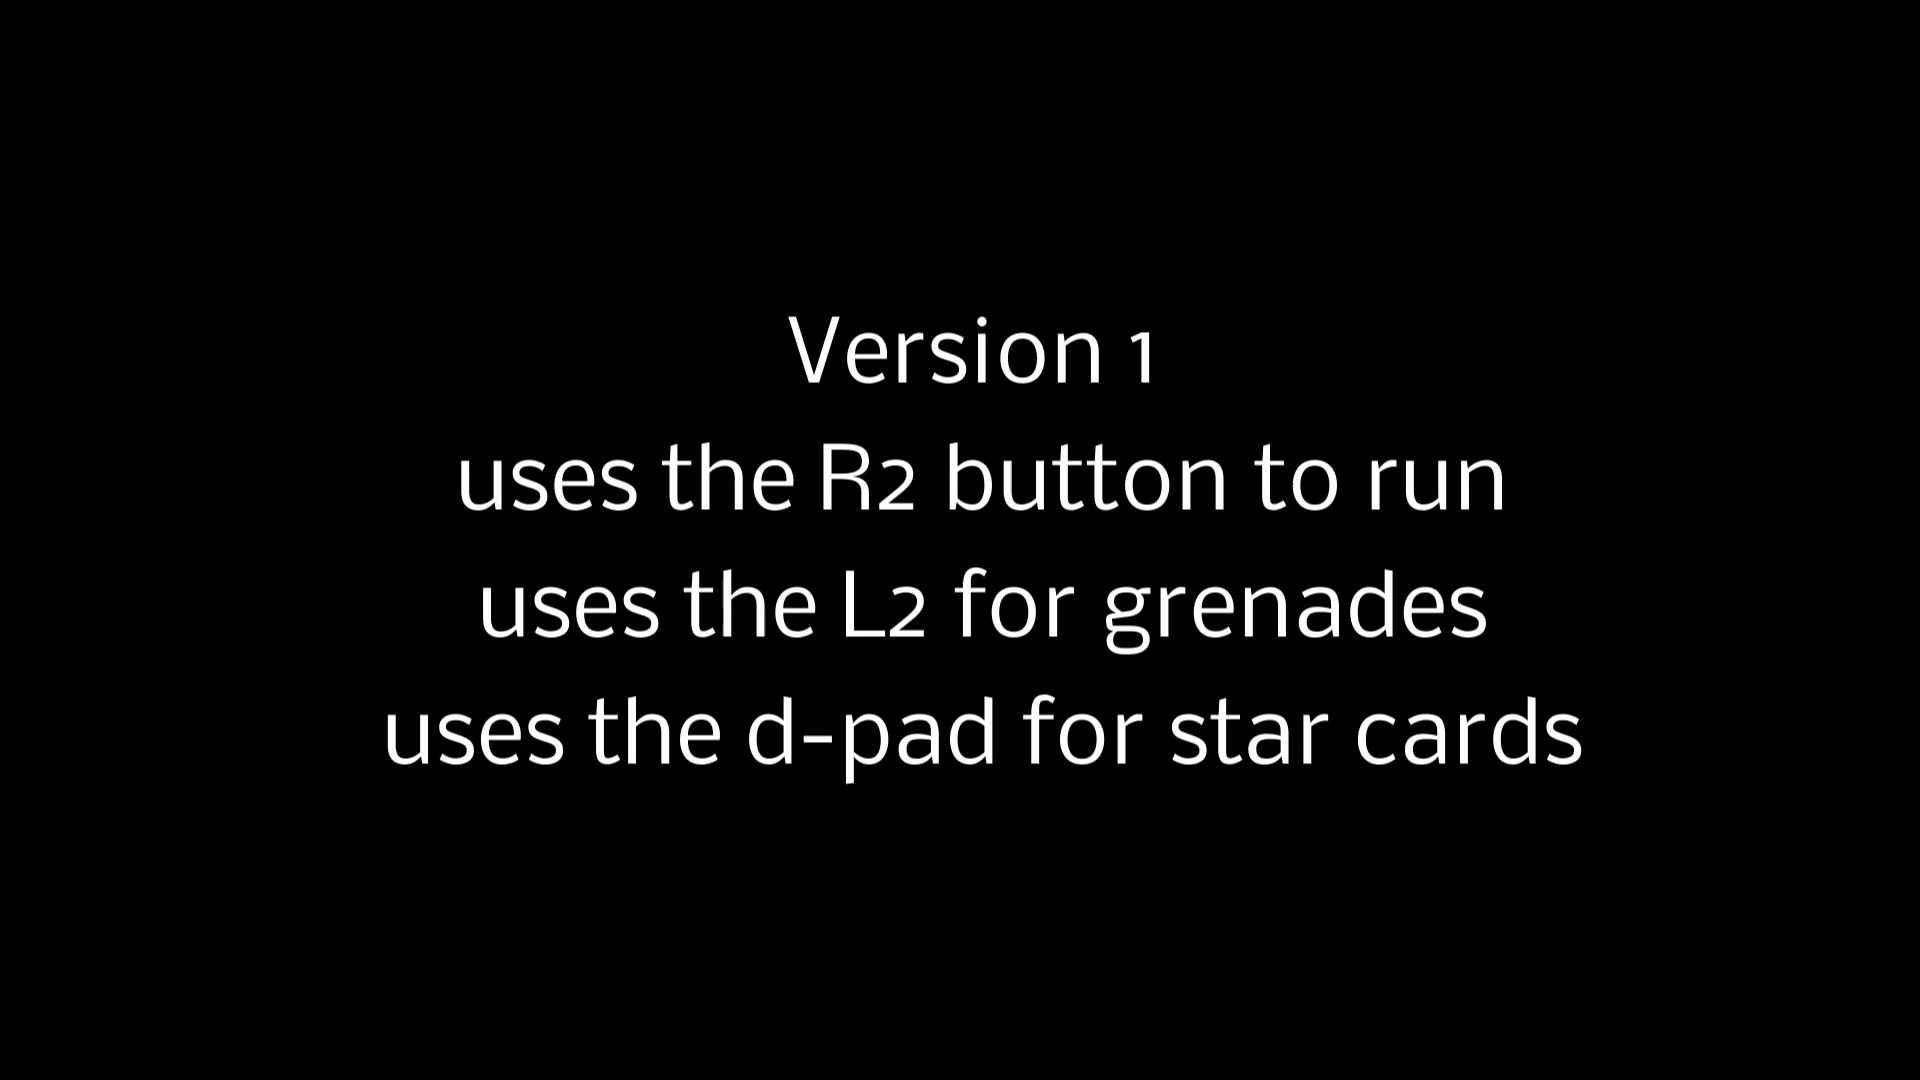 Version 1
uses the R2 button to run
uses the L2 for grenades
uses the d-pad for star cards